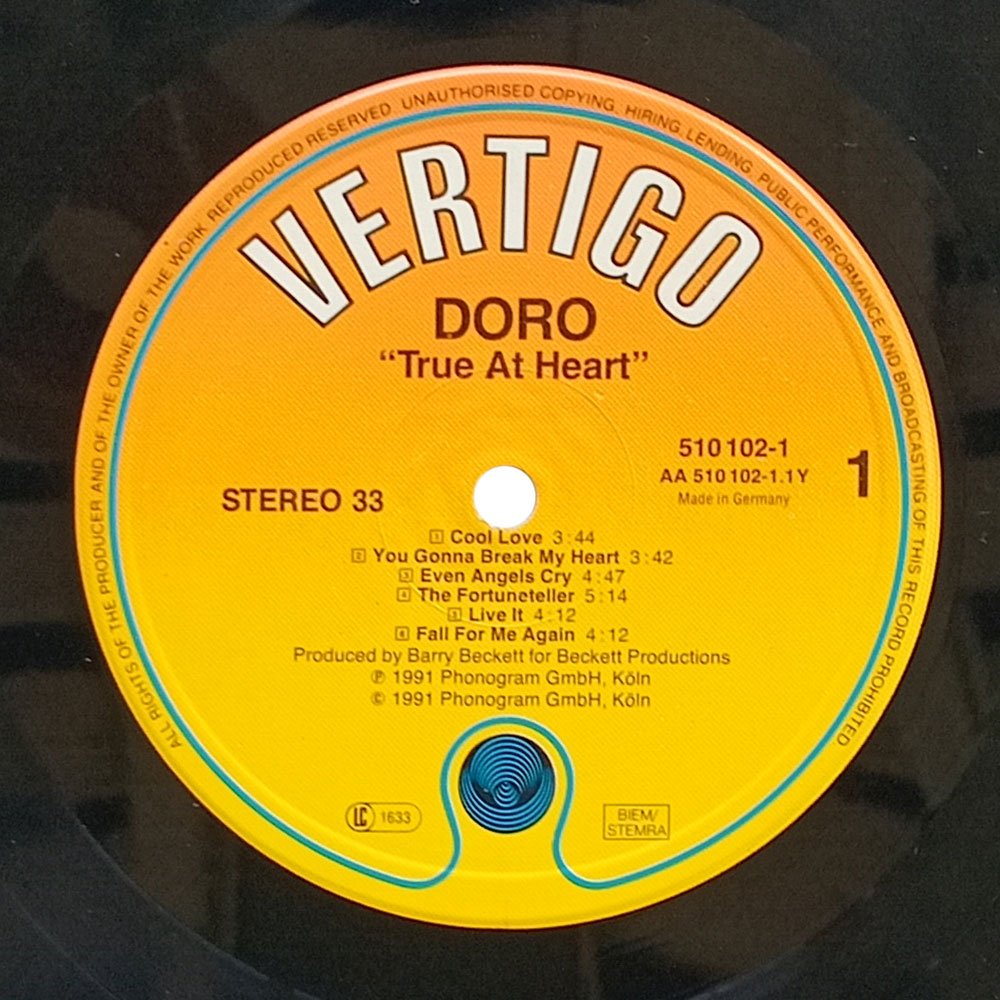 ALL RIGHTS OF THE PRODUCER AND OF THE OWNER OF THE WORK REPRODUCED RESERVED. UNAUTHORISED COPYING, HIRING, LENDING, PUBLIC PERFORMANCE AND BROADCASTING OF THIS RECORD PROHIBITED
VERTIGO
DORO
“True At Heart”
510 102-1
AA 510 102-1.1Y
Made in Germany
1
STEREO 33
1 Cool Love 3:44
2 You Gonna Break My Heart 3:42
3 Even Angels Cry 4:47
4 The Fortuneteller 5:14
5 Live It 4:12
6 Fall For Me Again 4:12
Produced by Barry Beckett for Beckett Productions
℗ 1991 Phonogram GmbH, Köln
© 1991 Phonogram GmbH, Köln
LC 1633
BIEM/
STEMRA